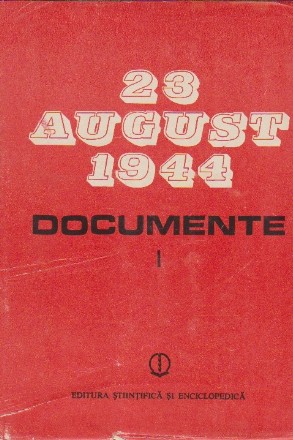 23
AUGUST
1944
DOCUMENTE
I
EDITURA ȘTIINȚIFICĂ ȘI ENCICLOPEDICĂ